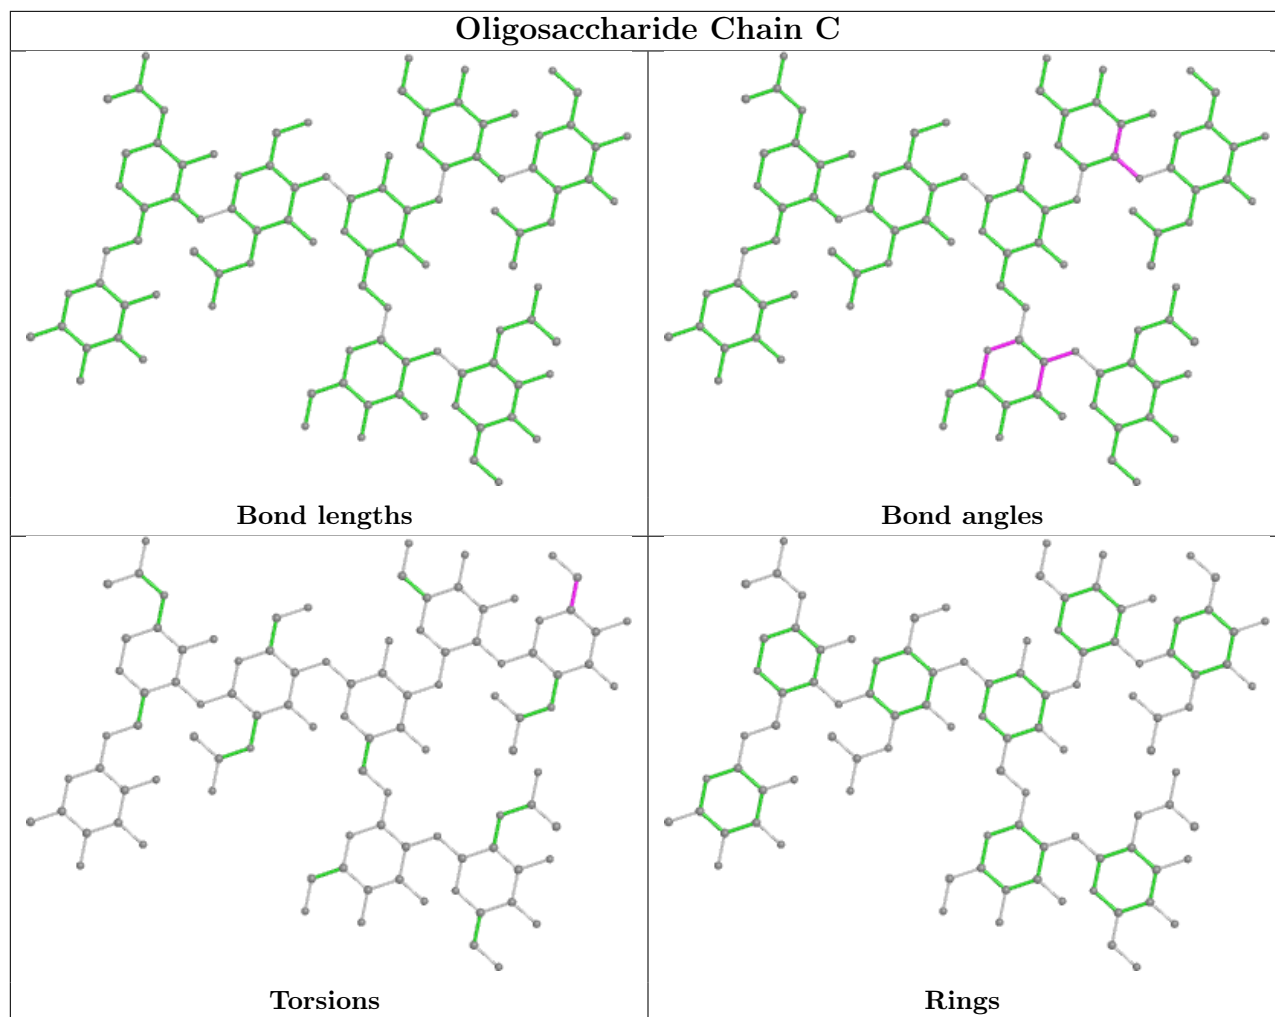 Oligosaccharide Chain C
Bond lengths
Bond angles
Torsions
Rings